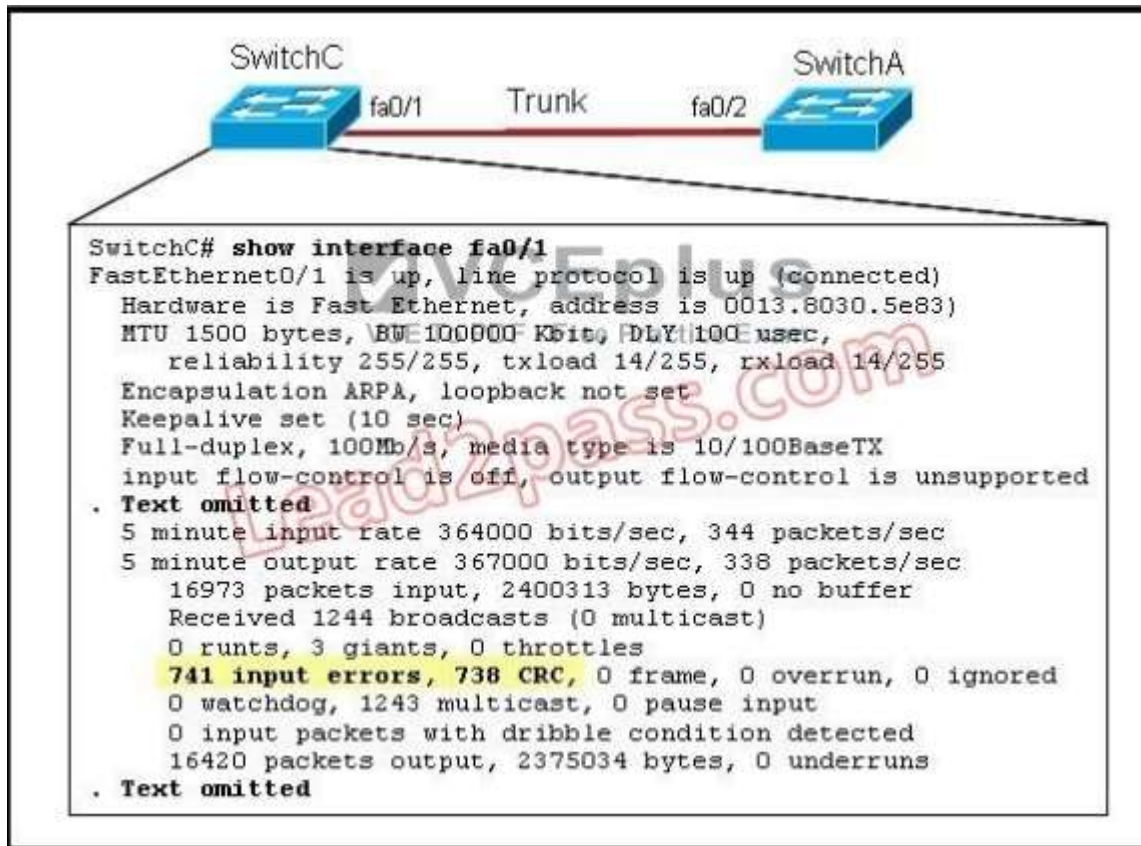 SwitchC
SwitchA
fa0/1
Trunk
fa0/2
SwitchC# show interface fa0/1
FastEthernet0/1 is up, line protocol is up (connected)
Hardware is Fast Ethernet, address is 0013.8030.5e83)
MTU 1500 bytes, BW 100000 Kbit, DLY 100 usec,
reliability 255/255, txload 14/255, rxload 14/255
Encapsulation ARPA, loopback not set
Keepalive set (10 sec)
Full-duplex, 100Mb/s, media type is 10/100BaseTX
input flow-control is off, output flow-control is unsupported
. Text omitted
5 minute input rate 364000 bits/sec, 344 packets/sec
5 minute output rate 367000 bits/sec, 338 packets/sec
16973 packets input, 2400313 bytes, 0 no buffer
Received 1244 broadcasts (0 multicast)
0 runts, 3 giants, 0 throttles
741 input errors, 738 CRC, 0 frame, 0 overrun, 0 ignored
0 watchdog, 1243 multicast, 0 pause input
0 input packets with dribble condition detected
16420 packets output, 2375034 bytes, 0 underruns
. Text omitted
VCEplus
Lead2pass.com